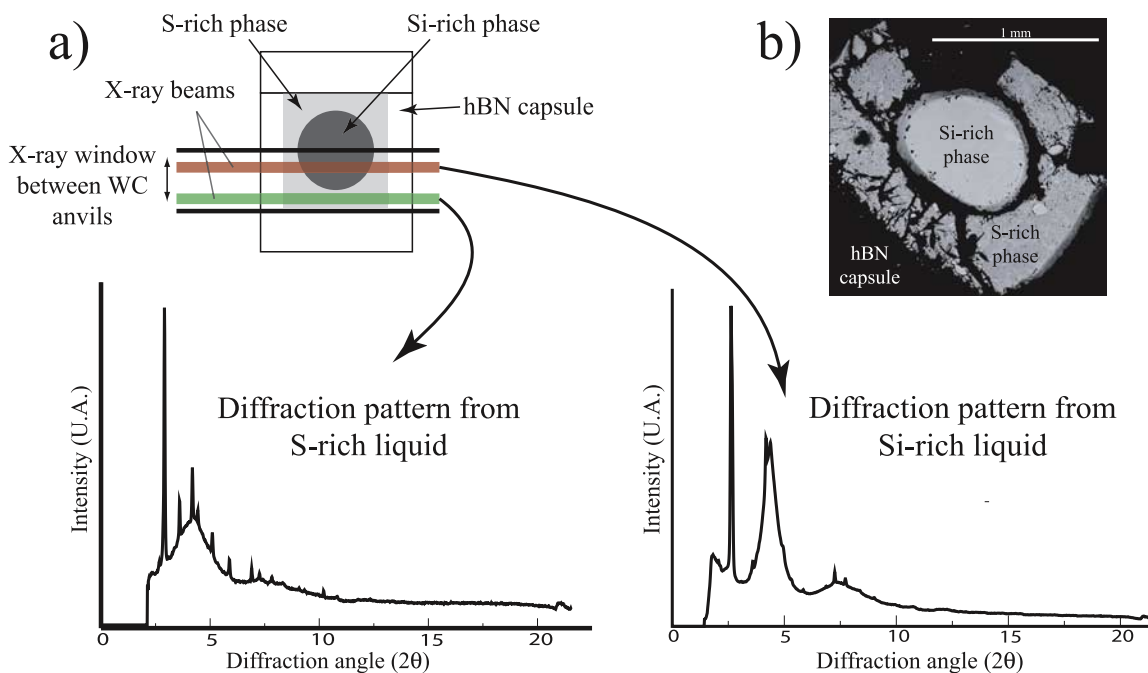 a)
S-rich phase
Si-rich phase
X-ray beams
hBN capsule
X-ray window
between WC
anvils
b)
1 mm
Si-rich
phase
S-rich
phase
hBN
capsule
Diffraction pattern from
S-rich liquid
Intensity (U.A.)
0 5 10 15 20
Diffraction angle (2θ)
Diffraction pattern from
Si-rich liquid
Intensity (U.A.)
0 5 10 15 20
Diffraction angle (2θ)